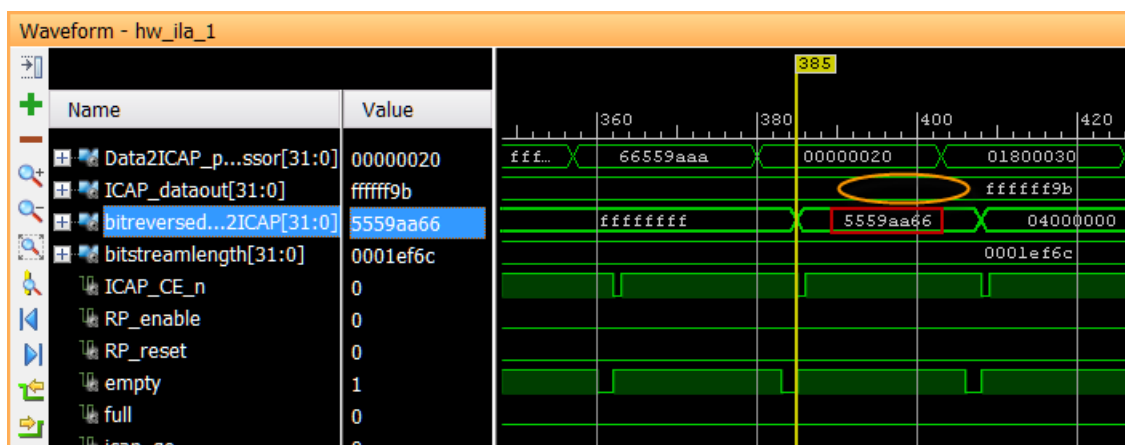 Waveform - hw_ila_1
385
Name Value
360 380 400 420
Data2ICAP_p...ssor[31:0] 00000020 fff... 66559aaa 00000020 01800030
ICAP_dataout[31:0] ffffff9b ffffff9b
bitreversed...2ICAP[31:0] 5559aa66 ffffffff 5559aa66 04000000
bitstreamlength[31:0] 0001ef6c 0001ef6c
ICAP_CE_n 0
RP_enable 0
RP_reset 0
empty 1
full 0